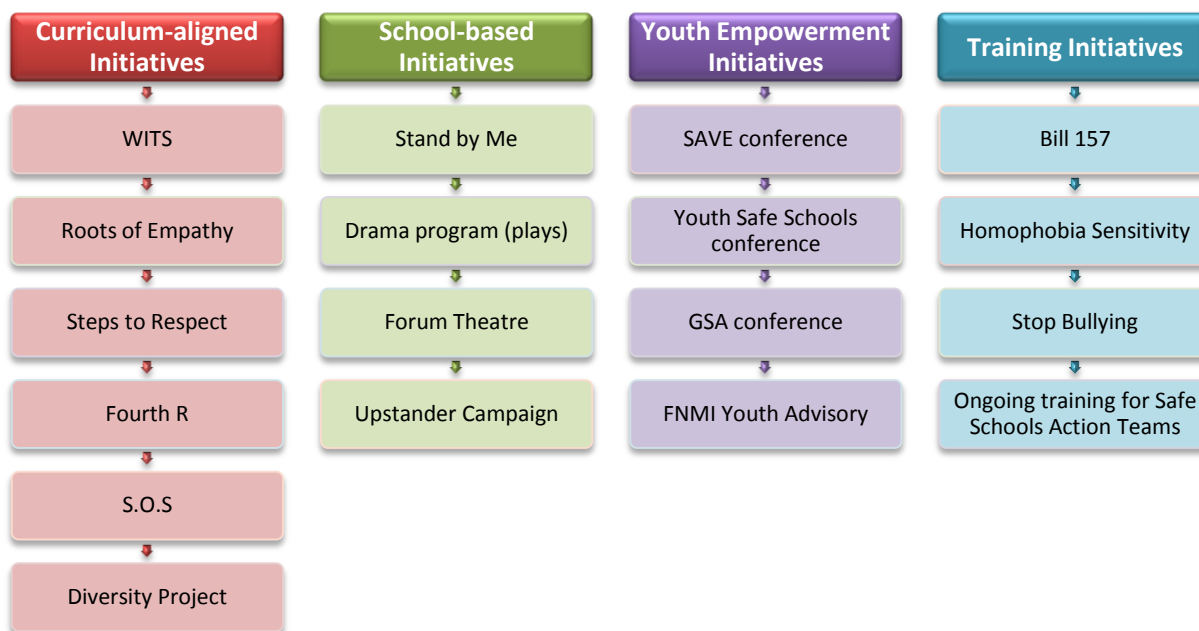 Curriculum-aligned
Initiatives
WITS
Roots of Empathy
Steps to Respect
Fourth R
S.O.S
Diversity Project
School-based
Initiatives
Stand by Me
Drama program (plays)
Forum Theatre
Upstander Campaign
Youth Empowerment
Initiatives
SAVE conference
Youth Safe Schools
conference
GSA conference
FNMI Youth Advisory
Training Initiatives
Bill 157
Homophobia Sensitivity
Stop Bullying
Ongoing training for Safe
Schools Action Teams